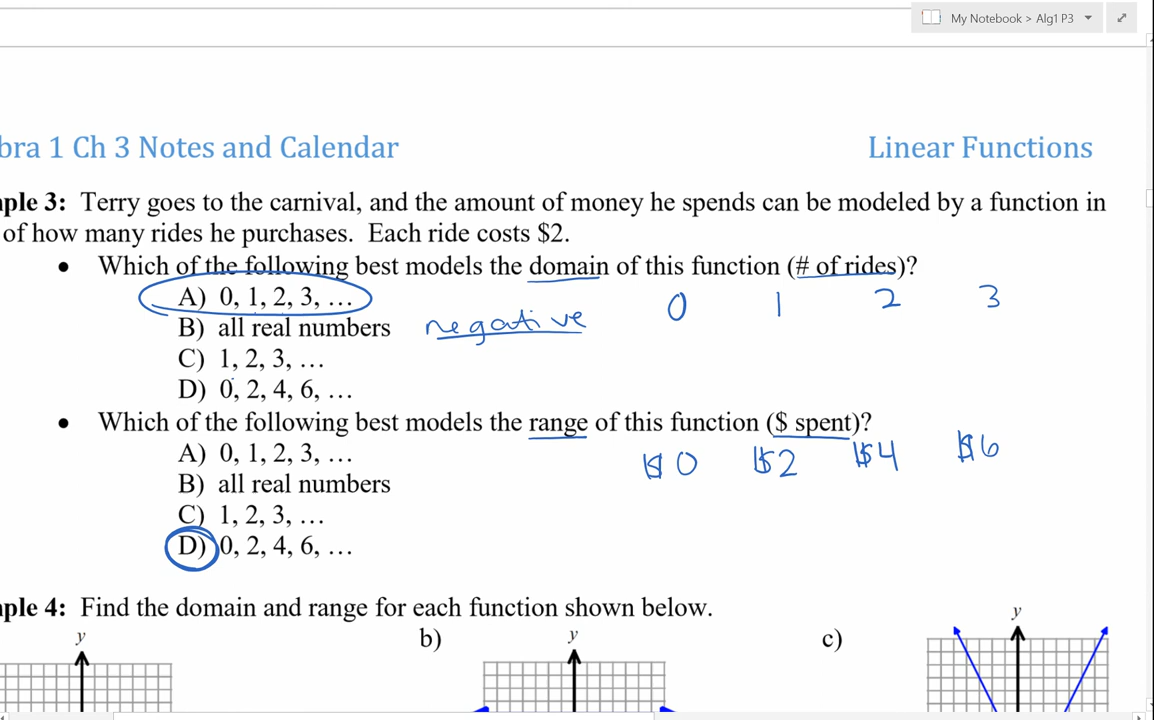 My Notebook > Alg1 P3
bra 1 Ch 3 Notes and Calendar Linear Functions
mple 3: Terry goes to the carnival, and the amount of money he spends can be modeled by a function in
of how many rides he purchases. Each ride costs $2.
• Which of the following best models the domain of this function (# of rides)?
A) 0, 1, 2, 3, … 0 1 2 3
B) all real numbers negative
C) 1, 2, 3, …
D) 0, 2, 4, 6, …
• Which of the following best models the range of this function ($ spent)?
A) 0, 1, 2, 3, … $0 $2 $4 $6
B) all real numbers
C) 1, 2, 3, …
D) 0, 2, 4, 6, …
mple 4: Find the domain and range for each function shown below.
y b) y c) y